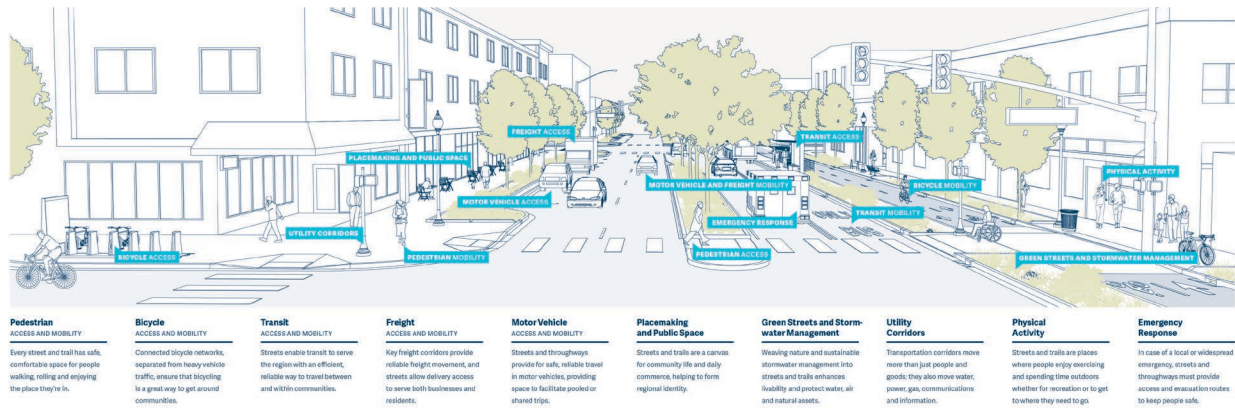 FREIGHT ACCESS
TRANSIT ACCESS
PLACEMAKING AND PUBLIC SPACE
PHYSICAL ACTIVITY
MOTOR VEHICLE AND FREIGHT MOBILITY
BICYCLE MOBILITY
MOTOR VEHICLE ACCESS
TRANSIT MOBILITY
EMERGENCY RESPONSE
UTILITY CORRIDORS
BICYCLE ACCESS
PEDESTRIAN MOBILITY
PEDESTRIAN ACCESS
GREEN STREETS AND STORMWATER MANAGEMENT
Pedestrian
ACCESS AND MOBILITY
Every street and trail has safe,
comfortable space for people
walking, rolling and enjoying
the place they're in.
Bicycle
ACCESS AND MOBILITY
Connected bicycle networks,
separated from heavy vehicle
traffic, ensure that bicycling
is a great way to get around
communities.
Transit
ACCESS AND MOBILITY
Streets enable transit to serve
the region with an efficient,
reliable way to travel between
and within communities.
Freight
ACCESS AND MOBILITY
Key freight corridors provide
reliable freight movement, and
streets allow delivery access
to serve both businesses and
residents.
Motor Vehicle
ACCESS AND MOBILITY
Streets and throughways
provide for safe, reliable travel
in motor vehicles, providing
space to facilitate pooled or
shared trips.
Placemaking
and Public Space
Streets and trails are a canvas
for community life and daily
commerce, helping to form
regional identity.
Green Streets and Storm-
water Management
Weaving nature and sustainable
stormwater management into
streets and trails enhances
livability and protect water, air
and natural assets.
Utility
Corridors
Transportation corridors move
more than just people and
goods; they also move water,
power, gas, communications
and information.
Physical
Activity
Streets and trails are places
where people enjoy exercising
and spending time outdoors
whether for recreation or to get
to where they need to go.
Emergency
Response
In case of a local or widespread
emergency, streets and
throughways must provide
access and evacuation routes
to keep people safe.